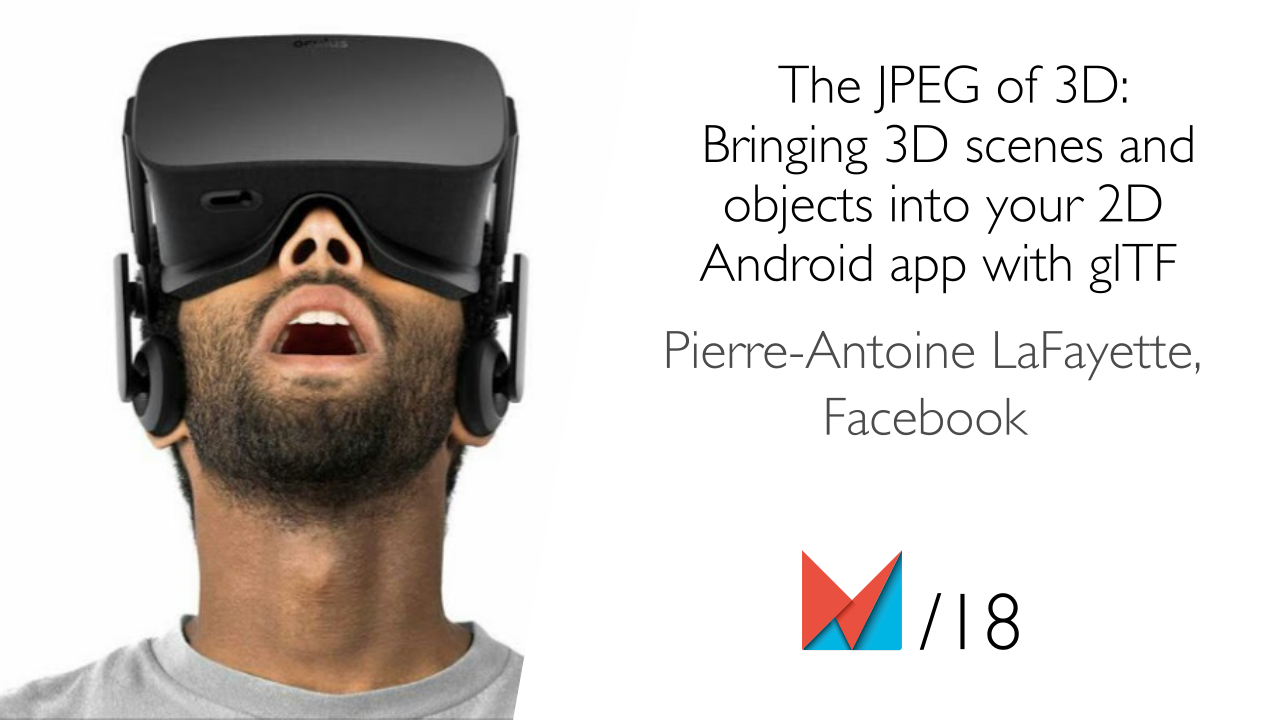 oculus
The JPEG of 3D:
Bringing 3D scenes and
objects into your 2D
Android app with glTF
Pierre-Antoine LaFayette,
Facebook
/18